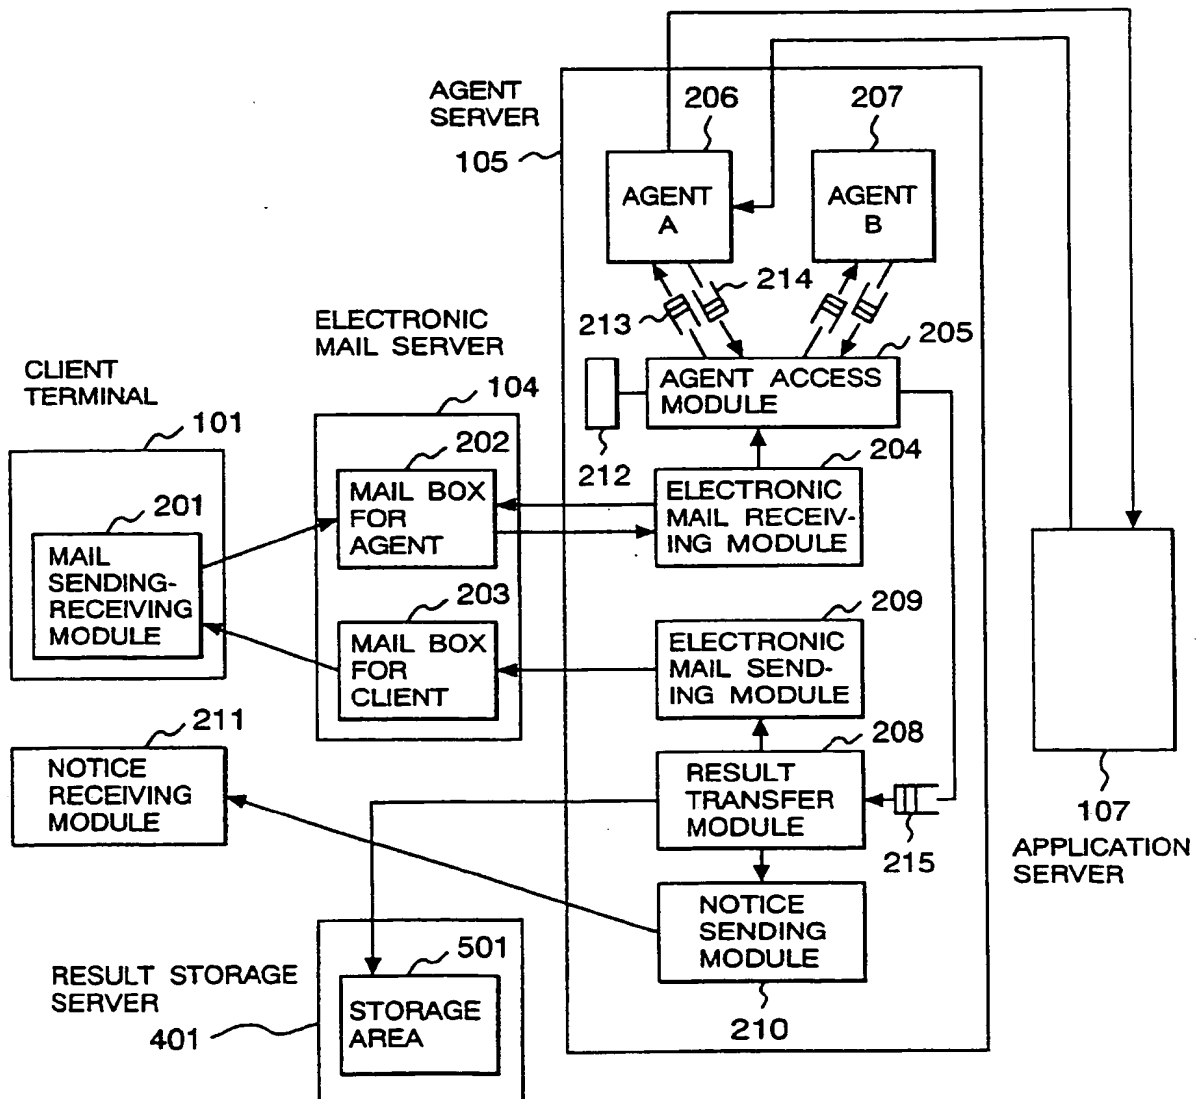 AGENT
SERVER
105
206
207
AGENT
A
AGENT
B
214
213
205
ELECTRONIC
MAIL SERVER
CLIENT
TERMINAL
AGENT ACCESS
MODULE
104
101
202
212
204
201
MAIL BOX
FOR
AGENT
ELECTRONIC
MAIL RECEIV-
ING MODULE
MAIL
SENDING-
RECEIVING
MODULE
203
209
MAIL BOX
FOR
CLIENT
ELECTRONIC
MAIL SEND-
ING MODULE
211
208
NOTICE
RECEIVING
MODULE
RESULT
TRANSFER
MODULE
215
107
APPLICATION
SERVER
NOTICE
SENDING
MODULE
210
501
RESULT STORAGE
SERVER
401
STORAGE
AREA